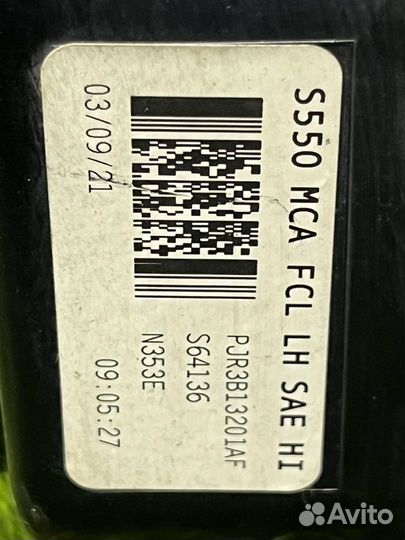 S550 MCA FCL LH SAE HI
03/09/21
PJR3B13201AF
S64136
N353E
09:05:27
Avito